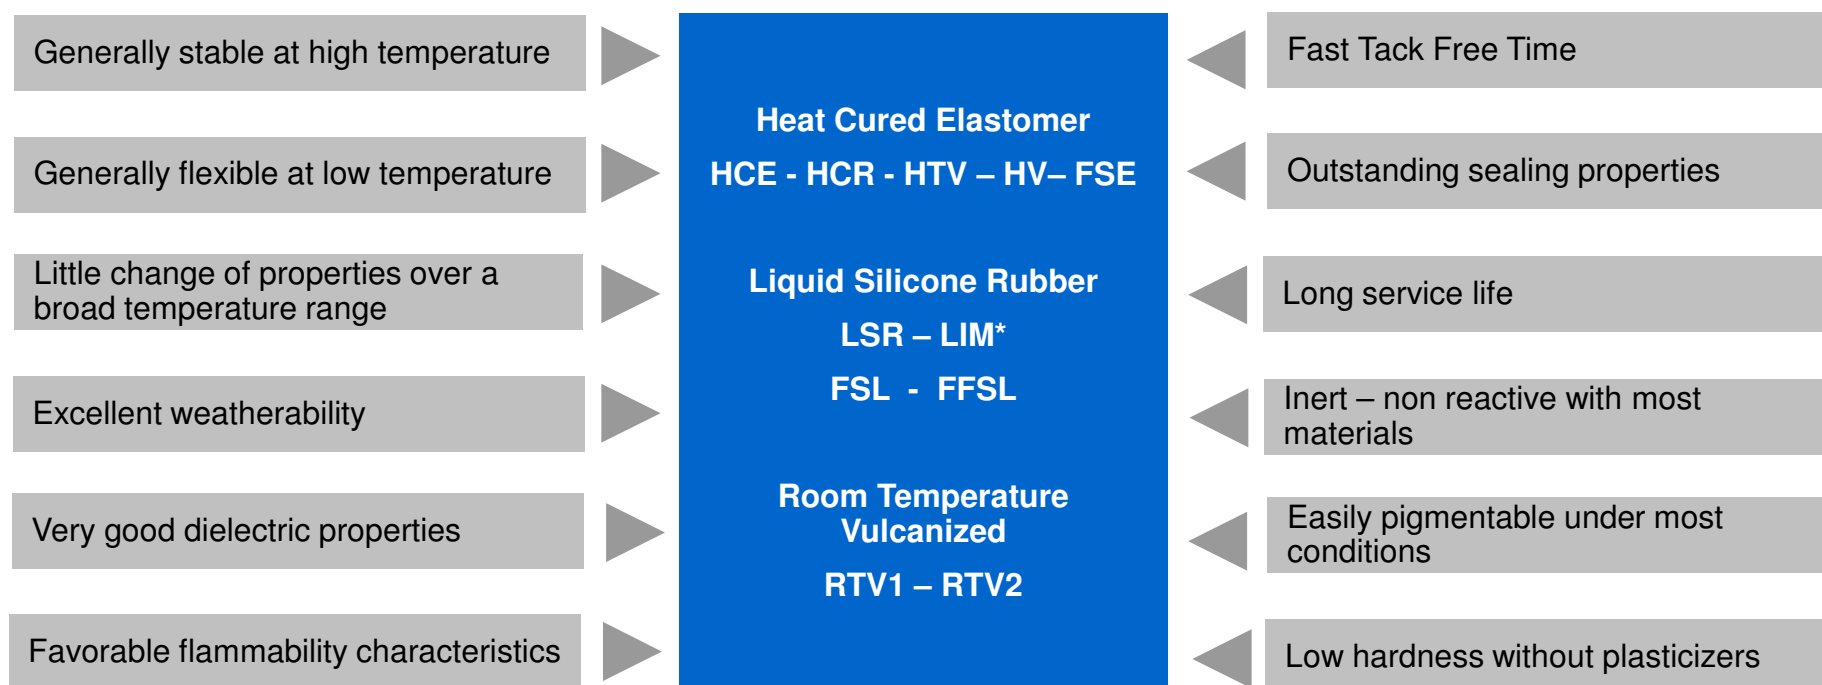 Generally stable at high temperature
Generally flexible at low temperature
Little change of properties over a
broad temperature range
Excellent weatherability
Very good dielectric properties
Favorable flammability characteristics
Heat Cured Elastomer
HCE - HCR - HTV – HV– FSE
Liquid Silicone Rubber
LSR – LIM*
FSL - FFSL
Room Temperature
Vulcanized
RTV1 – RTV2
Fast Tack Free Time
Outstanding sealing properties
Long service life
Inert – non reactive with most
materials
Easily pigmentable under most
conditions
Low hardness without plasticizers